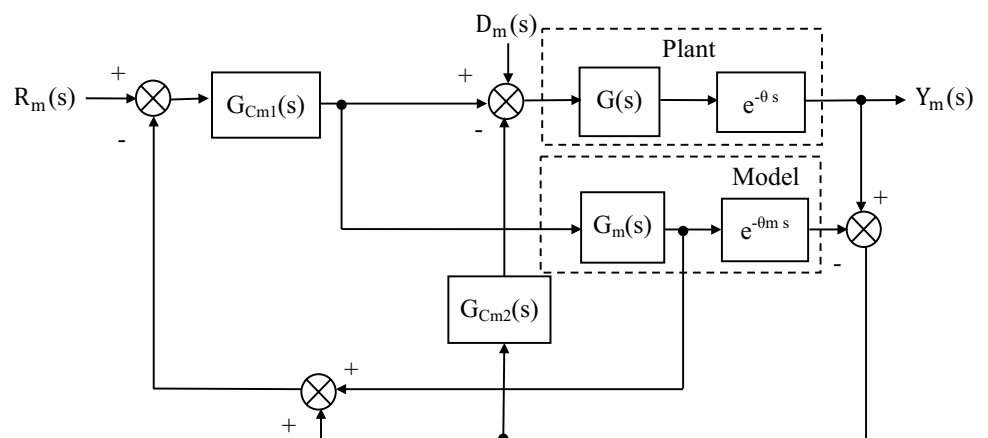 D_m(s)
Plant
+
+
R_m(s)
G_Cm1(s)
G(s)
e^-θ s
Y_m(s)
-
-
Model
+
G_m(s)
e^-θm s
-
G_Cm2(s)
+
+